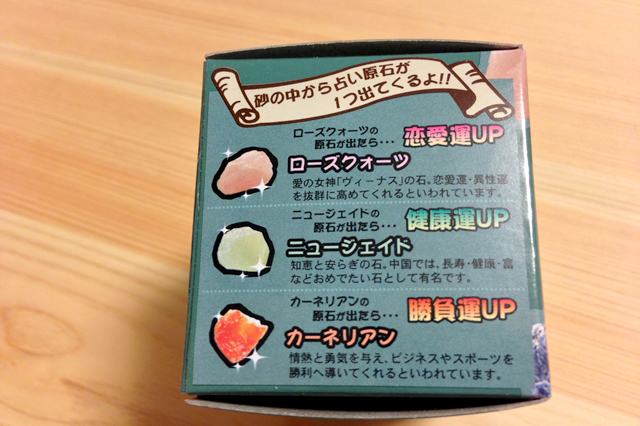 砂の中から占い原石が
1つ出てくるよ!!
ローズクォーツの
原石が出たら･･･ 恋愛運UP
ローズクォーツ
愛の女神｢ヴィーナス｣の石。恋愛運･異性運
を抜群に高めてくれるといわれています。
ニュージェイドの
原石が出たら･･･ 健康運UP
ニュージェイド
知恵と安らぎの石。中国では、長寿･健康･富
などおめでたい石として有名です。
カーネリアンの
原石が出たら･･･ 勝負運UP
カーネリアン
情熱と勇気を与え、ビジネスやスポーツを
勝利へ導いてくれるといわれています。